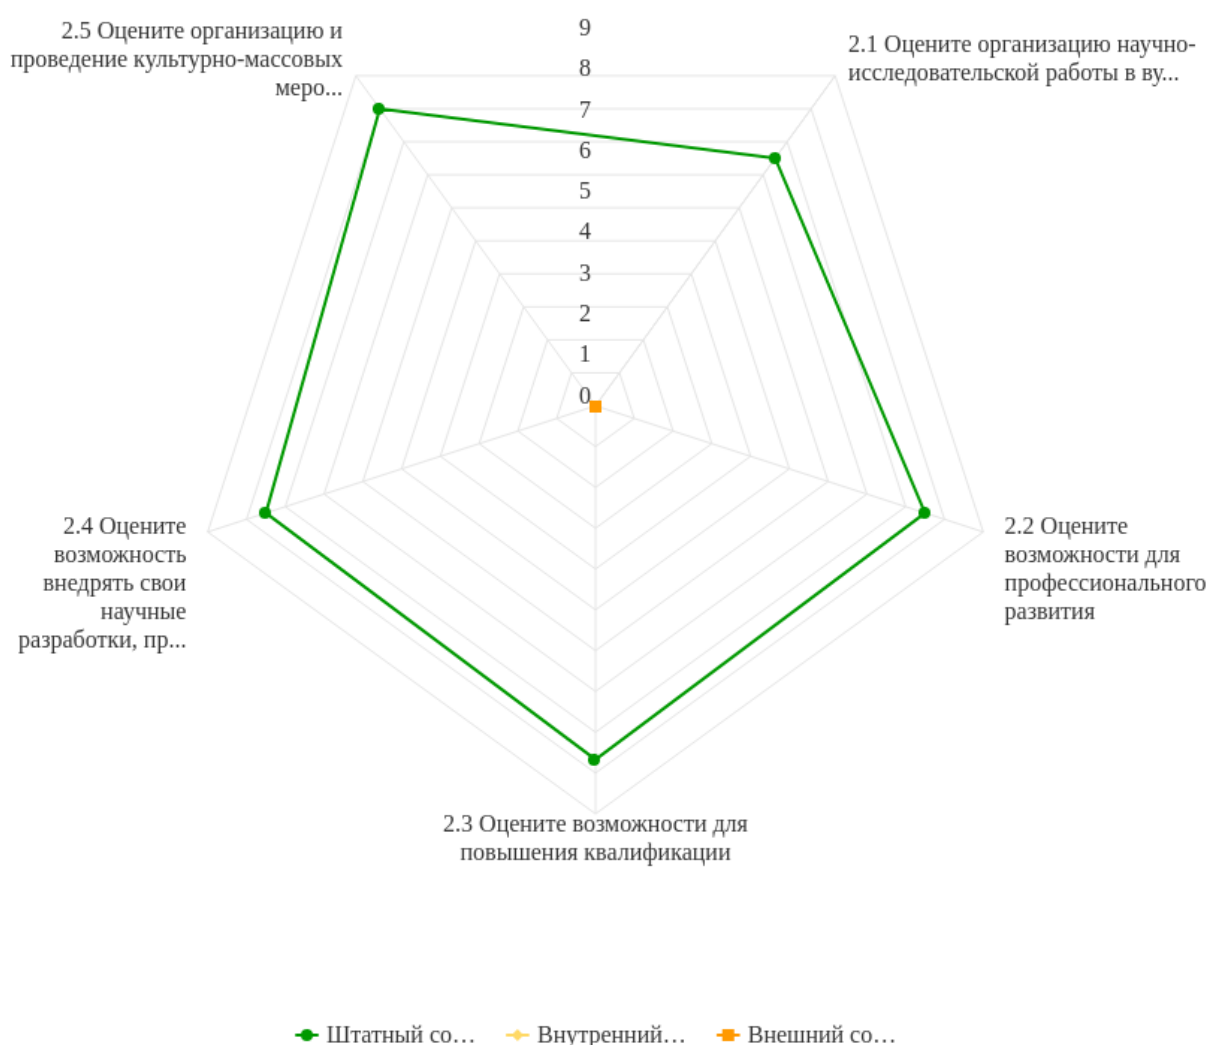 2.5 Оцените организацию и
проведение культурно-массовых
меро...
9
8
7
6
5
4
3
2
1
0
2.1 Оцените организацию научно-
исследовательской работы в ву...
2.4 Оцените
возможность
внедрять свои
научные
разработки, пр...
2.2 Оцените
возможности для
профессионального
развития
2.3 Оцените возможности для
повышения квалификации
Штатный со…
Внутренний…
Внешний со…